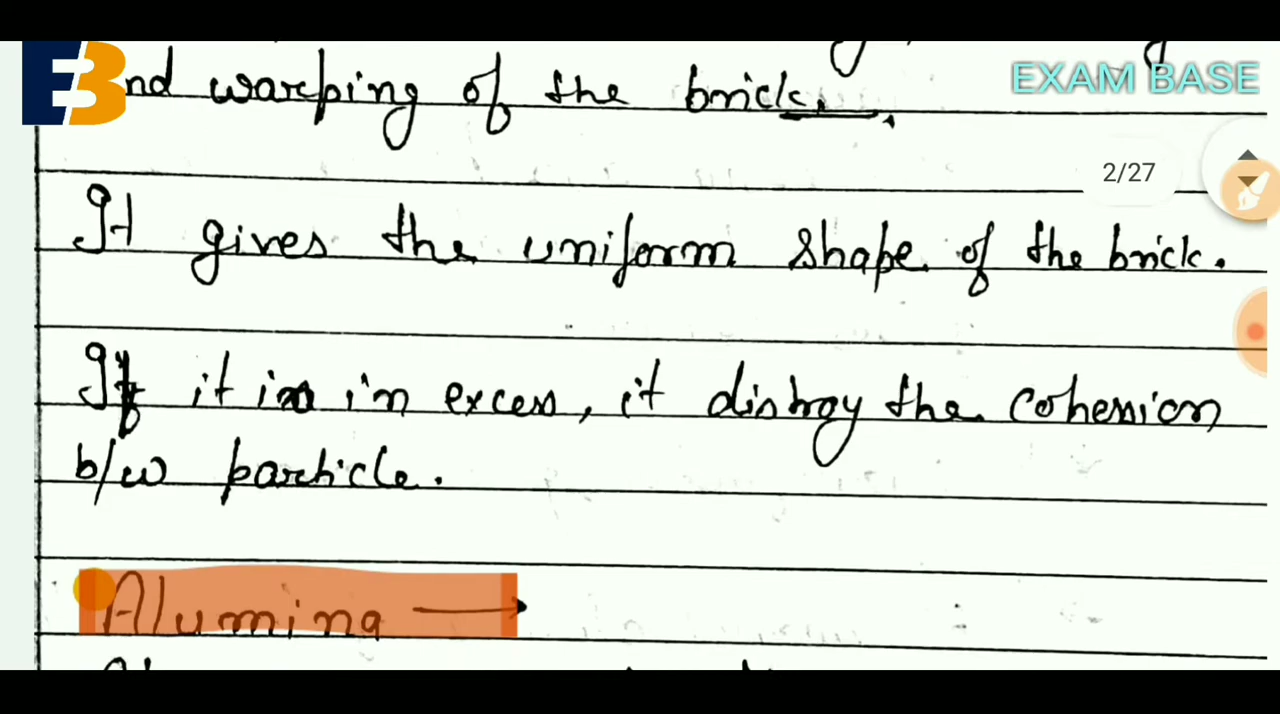 EB
EXAM BASE
nd warping of the brick.
2/27
It gives the uniform shape of the brick.
If it is in excess, it distroy the cohesion
b/w particle.
Alumina →